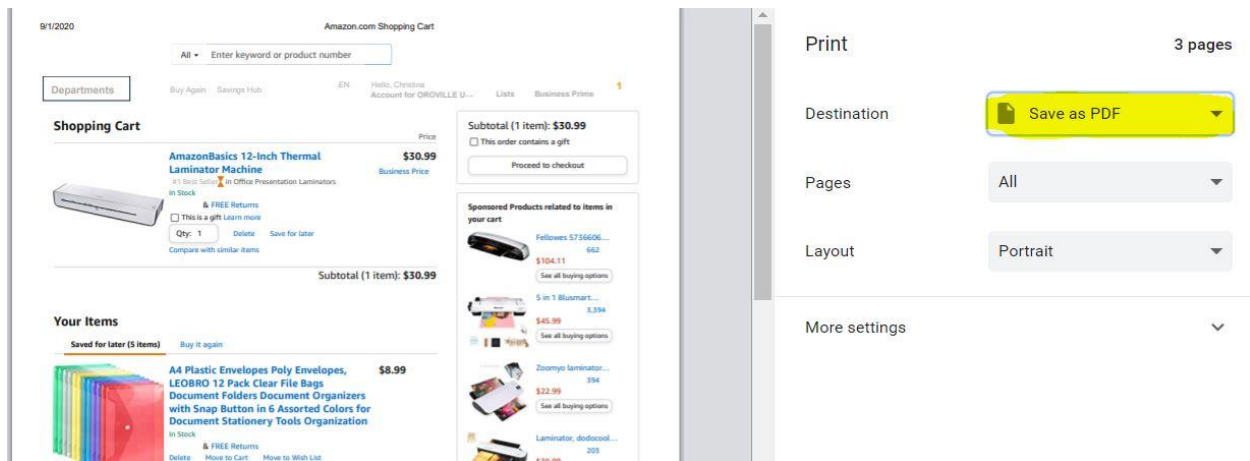 9/1/2020
Amazon.com Shopping Cart
All
Enter keyword or product number
Departments
Buy Again
Savings Hub
EN
Hello, Christina
Account for OROVILLE U...
Lists
Business Prime
1
Shopping Cart
Price
AmazonBasics 12-Inch Thermal
Laminator Machine
$30.99
Business Price
#1 Best Seller in Office Presentation Laminators
In Stock
& FREE Returns
This is a gift Learn more
Qty: 1
Delete
Save for later
Compare with similar items
Subtotal (1 item): $30.99
Your Items
Saved for later (5 items)
Buy it again
A4 Plastic Envelopes Poly Envelopes,
LEOBRO 12 Pack Clear File Bags
Document Folders Document Organizers
with Snap Button in 6 Assorted Colors for
Document Stationery Tools Organization
$8.99
In Stock
& FREE Returns
Delete
Move to Cart
Move to Wish List
Subtotal (1 item): $30.99
This order contains a gift
Proceed to checkout
Sponsored Products related to items in
your cart
Fellowes 5736606...
662
$104.11
See all buying options
5 in 1 Blusmart...
3,394
$45.99
See all buying options
Zoomyo laminator...
394
$22.99
See all buying options
Laminator, dodocool...
203
Print
3 pages
Destination
Save as PDF
Pages
All
Layout
Portrait
More settings